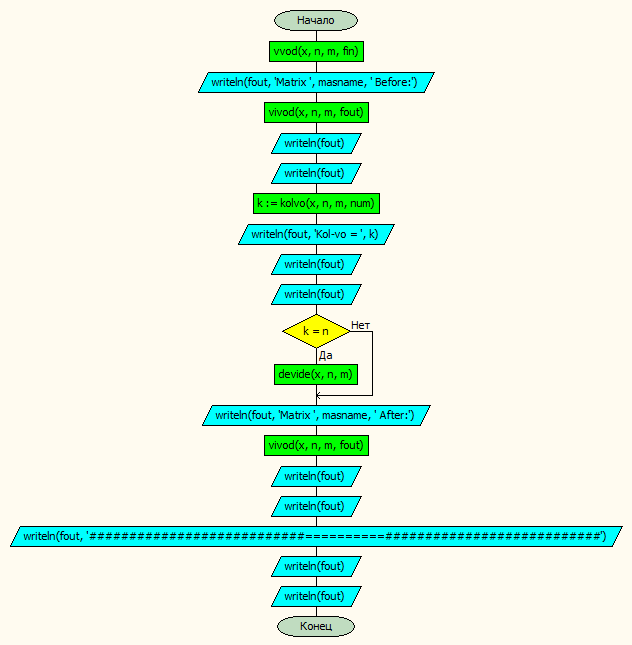 Начало
vvod(x, n, m, fin)
writeln(fout, 'Matrix ', masname, ' Before:')
vivod(x, n, m, fout)
writeln(fout)
writeln(fout)
k := kolvo(x, n, m, num)
writeln(fout, 'Kol-vo = ', k)
writeln(fout)
writeln(fout)
k = n
Нет
Да
devide(x, n, m)
writeln(fout, 'Matrix ', masname, ' After:')
vivod(x, n, m, fout)
writeln(fout)
writeln(fout)
writeln(fout, '###########################==========###########################')
writeln(fout)
writeln(fout)
Конец